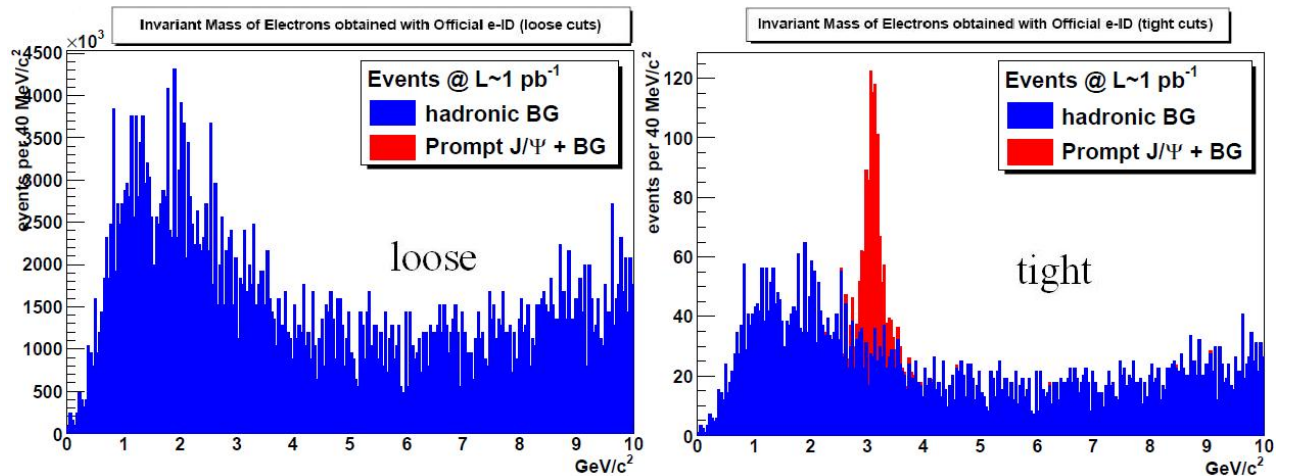 Invariant Mass of Electrons obtained with Official e-ID (loose cuts)
×10³
events per 40 MeV/c²
4500
4000
3500
3000
2500
2000
1500
1000
500
0
Events @ L~1 pb⁻¹
hadronic BG
Prompt J/Ψ + BG
loose
0 1 2 3 4 5 6 7 8 9 10
GeV/c²
Invariant Mass of Electrons obtained with Official e-ID (tight cuts)
events per 40 MeV/c²
120
100
80
60
40
20
0
Events @ L~1 pb⁻¹
hadronic BG
Prompt J/Ψ + BG
tight
0 1 2 3 4 5 6 7 8 9 10
GeV/c²